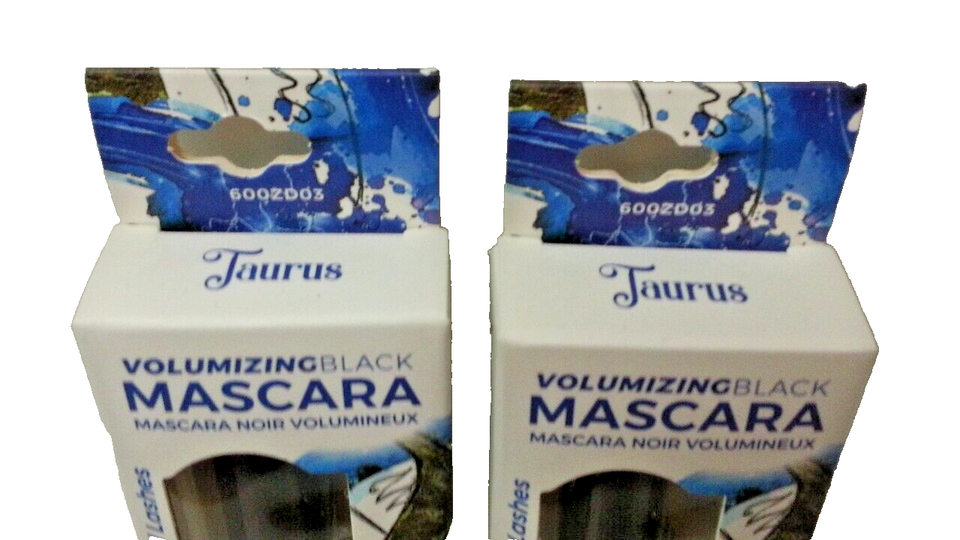 600ZD03
Taurus
VOLUMIZINGBLACK
MASCARA
MASCARA NOIR VOLUMINEUX
Lashes
600ZD03
Taurus
VOLUMIZINGBLACK
MASCARA
MASCARA NOIR VOLUMINEUX
Lashes